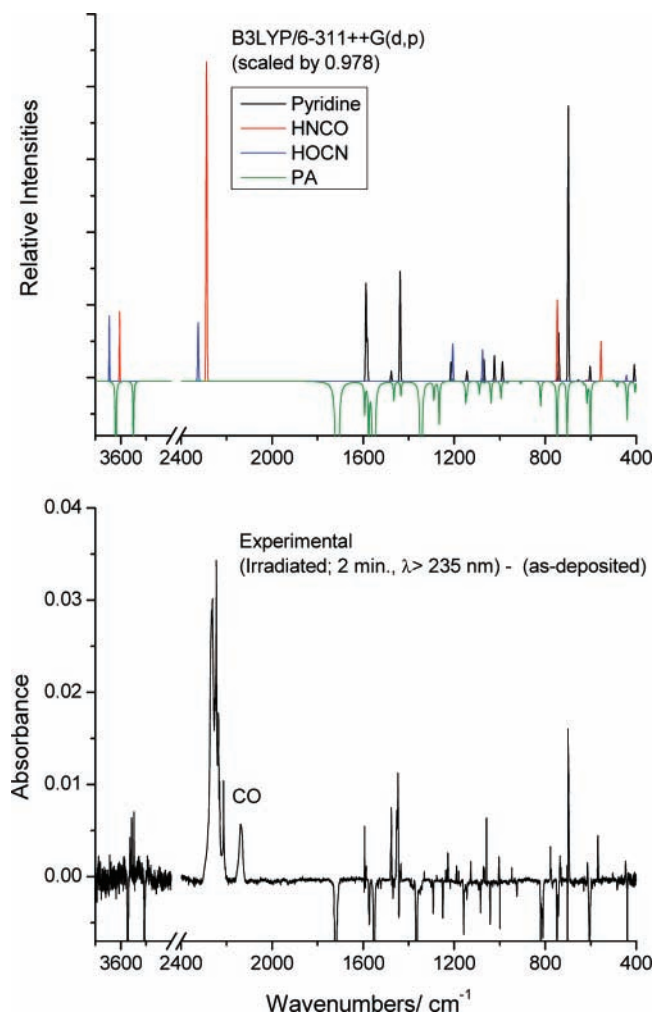 B3LYP/6-311++G(d,p)
(scaled by 0.978)
Pyridine
HNCO
HOCN
PA
Relative Intensities
3600 2400 2000 1600 1200 800 400
0.04
Experimental
(Irradiated; 2 min., λ> 235 nm) - (as-deposited)
0.03
0.02
0.01
0.00
CO
Absorbance
3600 2400 2000 1600 1200 800 400
Wavenumbers/ cm-1